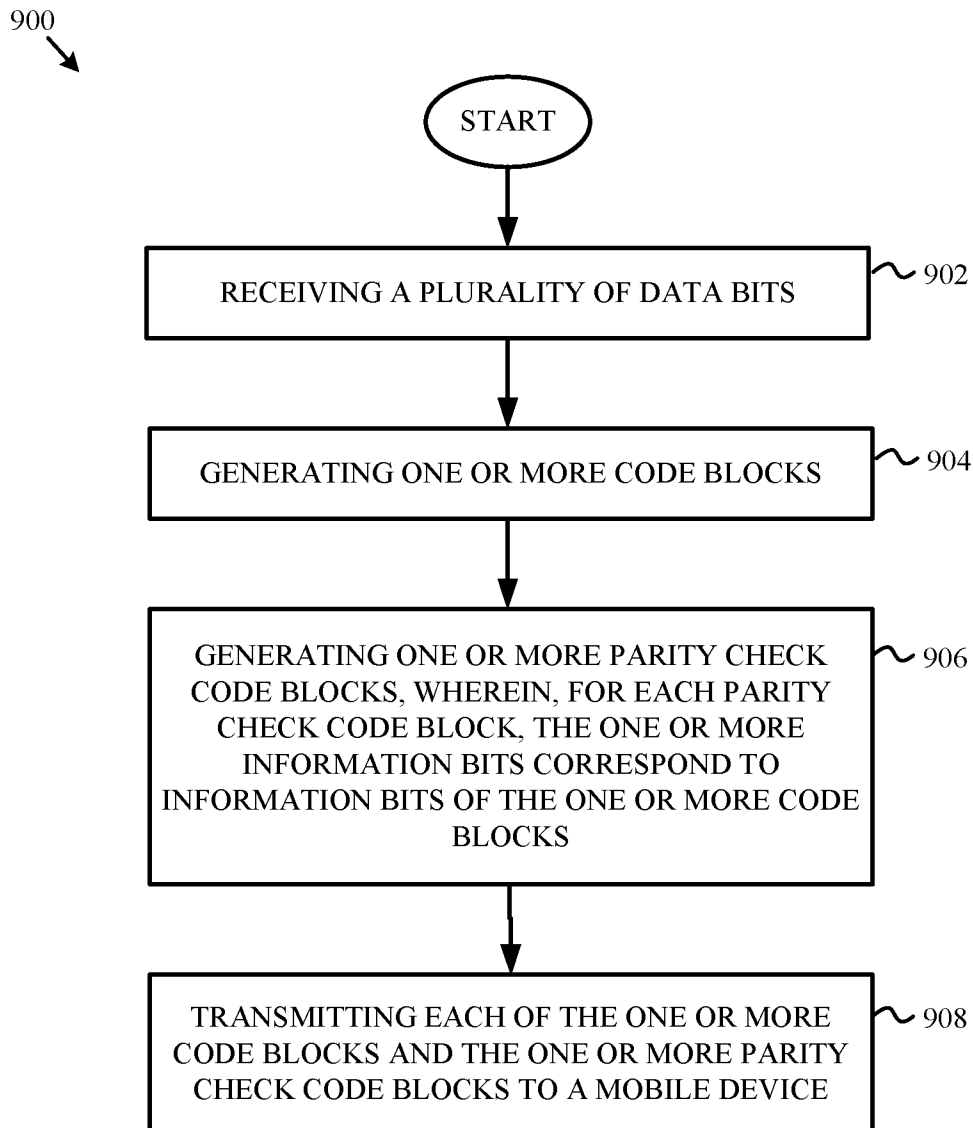 900
START
RECEIVING A PLURALITY OF DATA BITS
902
GENERATING ONE OR MORE CODE BLOCKS
904
GENERATING ONE OR MORE PARITY CHECK
CODE BLOCKS, WHEREIN, FOR EACH PARITY
CHECK CODE BLOCK, THE ONE OR MORE
INFORMATION BITS CORRESPOND TO
INFORMATION BITS OF THE ONE OR MORE CODE
BLOCKS
906
TRANSMITTING EACH OF THE ONE OR MORE
CODE BLOCKS AND THE ONE OR MORE PARITY
CHECK CODE BLOCKS TO A MOBILE DEVICE
908